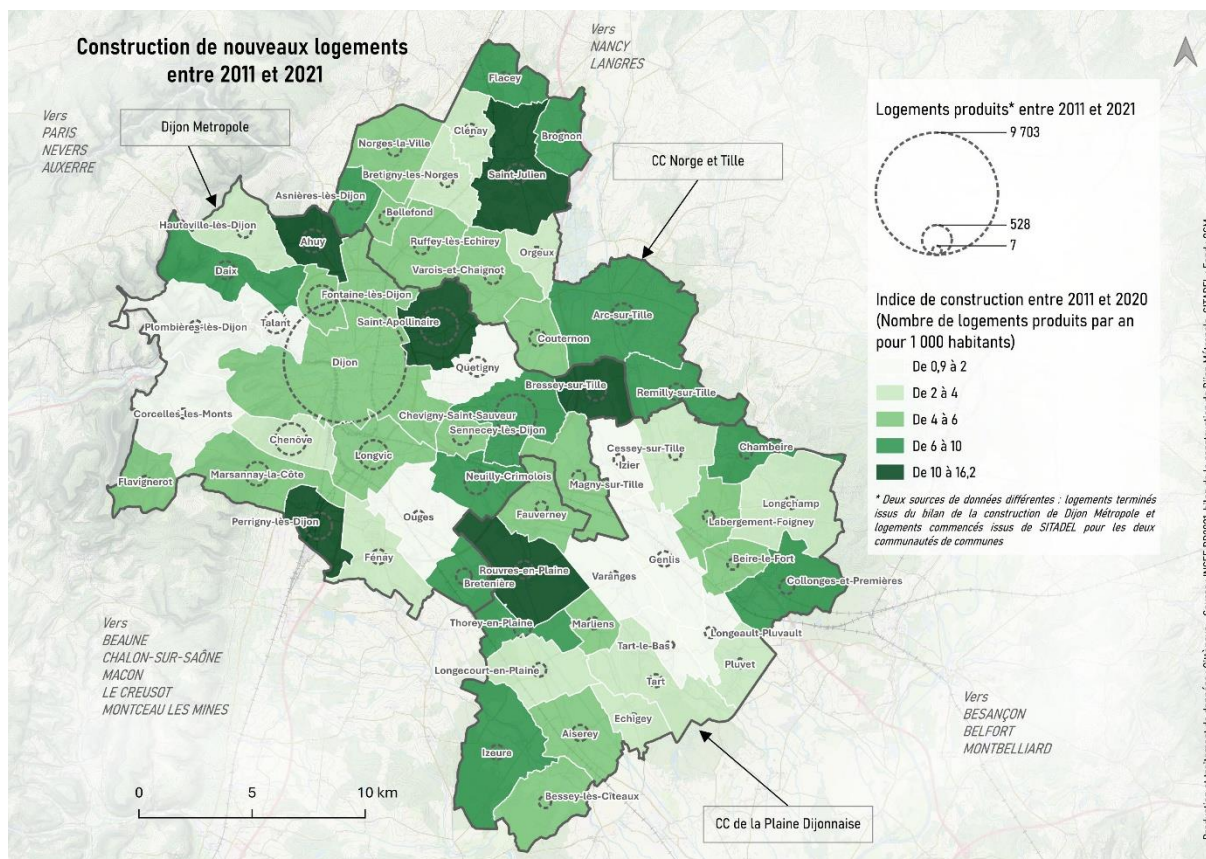 Construction de nouveaux logements
entre 2011 et 2021
Vers
NANCY
LANGRES
Vers
PARIS
NEVERS
AUXERRE
Dijon Metropole
CC Norge et Tille
Logements produits* entre 2011 et 2021
9 703
528
7
Indice de construction entre 2011 et 2020
(Nombre de logements produits par an
pour 1 000 habitants)
De 0,9 à 2
De 2 à 4
De 4 à 6
De 6 à 10
De 10 à 16,2
* Deux sources de données différentes : logements terminés
issus du bilan de la construction de Dijon Métropole et
logements commencés issus de SITADEL pour les deux
communautés de communes
Flacey
Clénay
Brognon
Norges-la-Ville
Bretigny-les-Norges
Saint-Julien
Asnières-lès-Dijon
Bellefond
Hauteville-lès-Dijon
Ahuy
Ruffey-lès-Echirey
Orgeux
Daix
Varois-et-Chaignot
Fontaine-lès-Dijon
Arc-sur-Tille
Plombières-lès-Dijon
Talant
Saint-Apollinaire
Couternon
Dijon
Quetigny
Bressey-sur-Tille
Remilly-sur-Tille
Corcelles-les-Monts
Chevigny-Saint-Sauveur
Sennecey-lès-Dijon
Chenôve
Longvic
Cessey-sur-Tille
Izier
Chambeire
Flavignerot
Marsannay-la-Côte
Neuilly-Crimolois
Magny-sur-Tille
Longchamp
Perrigny-lès-Dijon
Ouges
Fauverney
Labergement-Foigney
Fénay
Genlis
Beire-le-Fort
Rouvres-en-Plaine
Bretenière
Varanges
Collonges-et-Premières
Thorey-en-Plaine
Marliens
Longeault-Pluvault
Tart-le-Bas
Longecourt-en-Plaine
Pluvet
Tart
Echigey
Aiserey
Izeure
Bessey-lès-Cîteaux
Vers
BEAUNE
CHALON-SUR-SAÔNE
MACON
LE CREUSOT
MONTCEAU LES MINES
Vers
BESANÇON
BELFORT
MONTBELLIARD
CC de la Plaine Dijonnaise
0
5
10 km